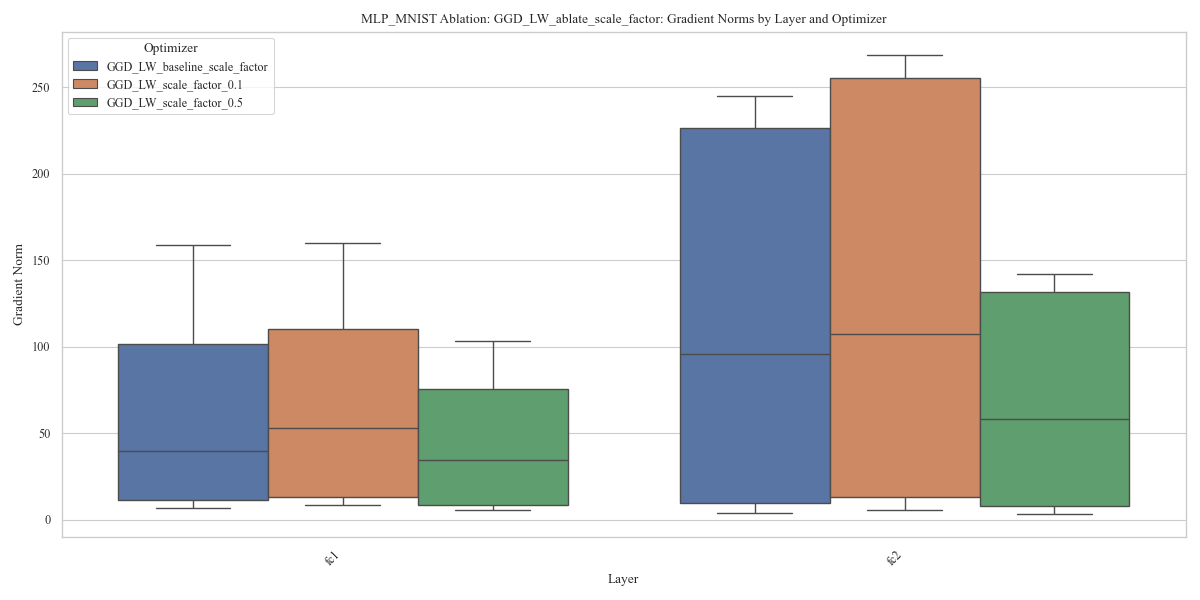 MLP_MNIST Ablation: GGD_LW_ablate_scale_factor: Gradient Norms by Layer and Optimizer
Optimizer
GGD_LW_baseline_scale_factor
GGD_LW_scale_factor_0.1
GGD_LW_scale_factor_0.5
Gradient Norm
250
200
150
100
50
0
fc1
fc2
Layer